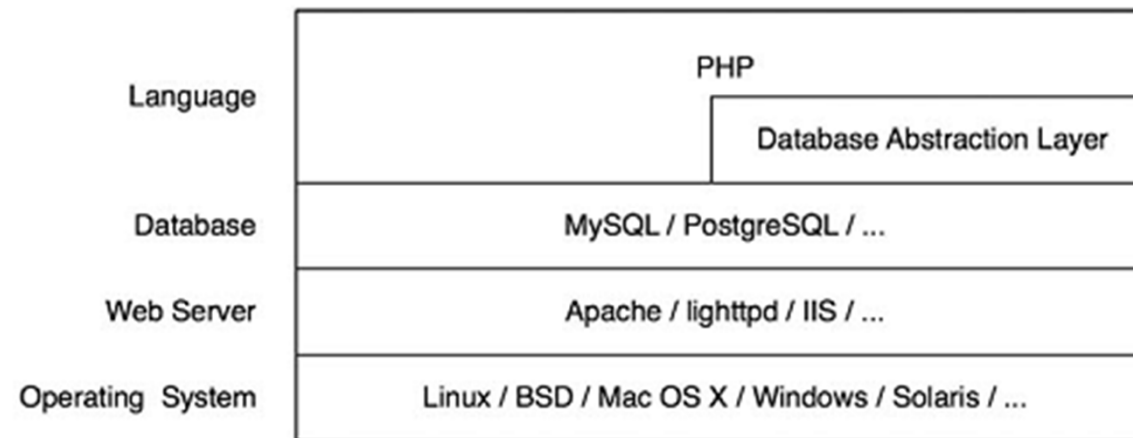 PHP
Language
Database Abstraction Layer
Database MySQL / PostgreSQL / ...
Web Server Apache / lighttpd / IIS / ...
Operating System Linux / BSD / Mac OS X / Windows / Solaris / ...